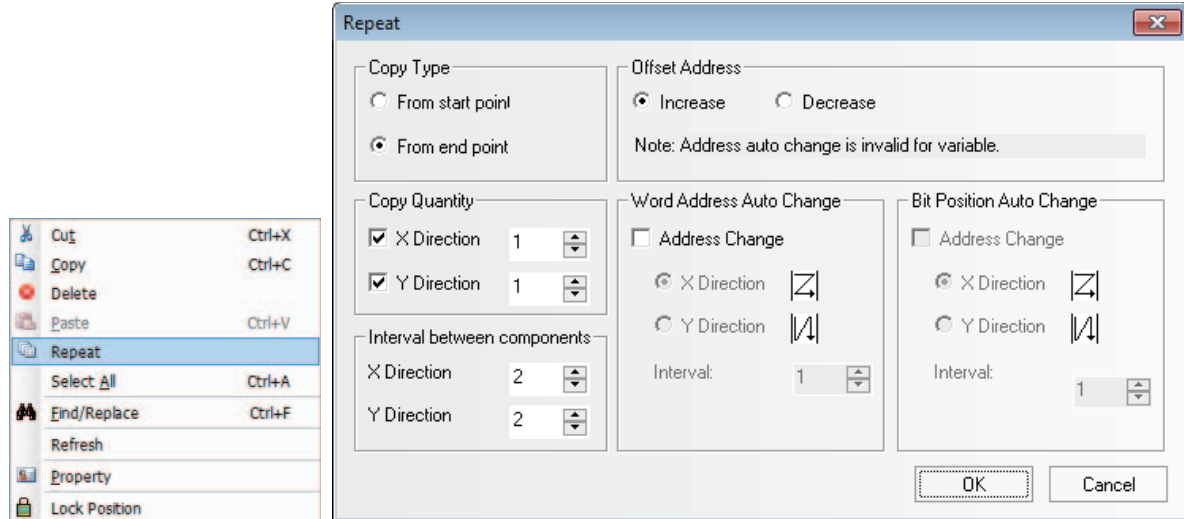 Cut Ctrl+X
Copy Ctrl+C
Delete
Paste Ctrl+V
Repeat
Select All Ctrl+A
Find/Replace Ctrl+F
Refresh
Property
Lock Position
Repeat
Copy Type
From start point
From end point
Offset Address
Increase Decrease
Note: Address auto change is invalid for variable.
Copy Quantity
X Direction 1
Y Direction 1
Interval between components
X Direction 2
Y Direction 2
Word Address Auto Change
Address Change
X Direction
Y Direction
Interval: 1
Bit Position Auto Change
Address Change
X Direction
Y Direction
Interval: 1
OK Cancel